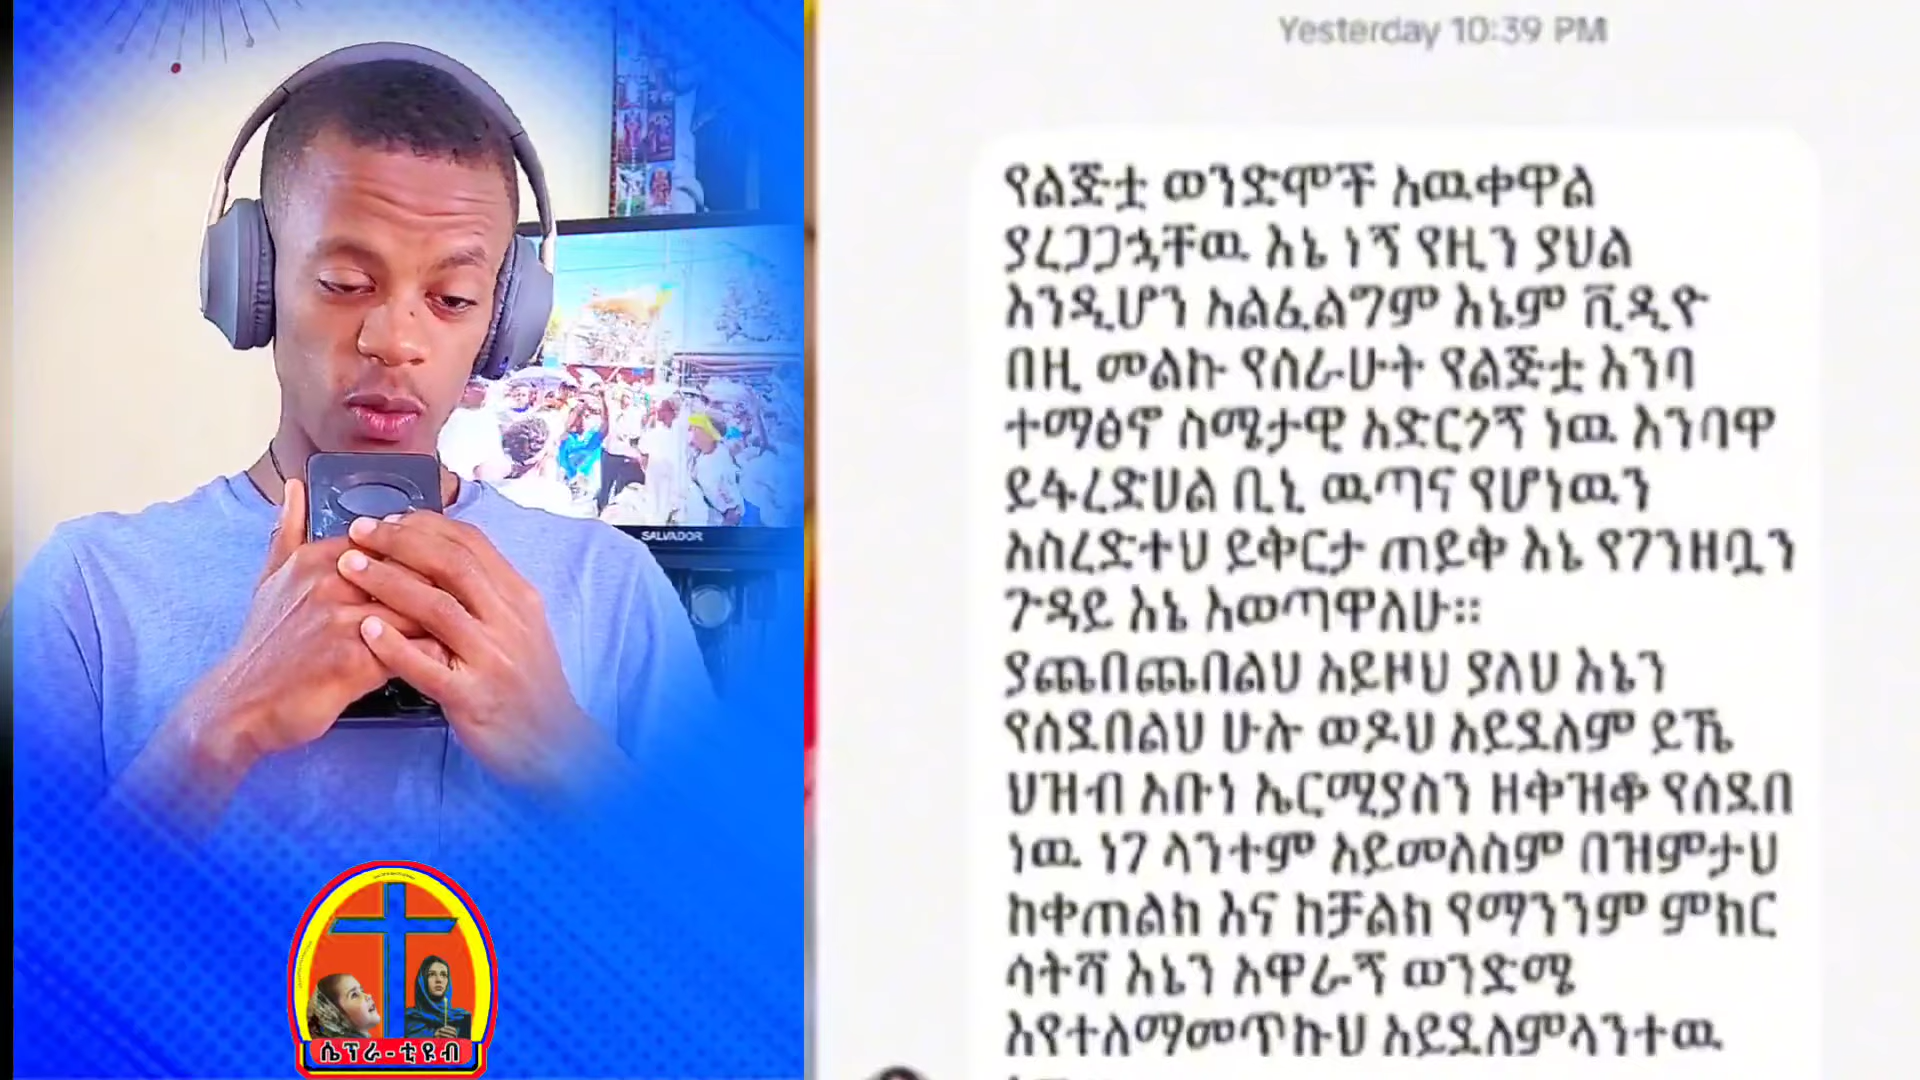 Yesterday 10:39 PM
የልጅቷ ወንድሞች አዉቀዋል
ያረጋጋኋቸዉ እኔ ነኝ የዚን ያህል
እንዲሆን አልፈልግም እኔም ቪዲዮ
በዚ መልኩ የሰራሁት የልጅቷ እንባ
ተማፅኖ ስሜታዊ አድርጎኝ ነዉ እንባዋ
ይፋረድሀል ቢኒ ዉጣና የሆነዉን
አስረድተህ ይቅርታ ጠይቅ እኔ የገንዘቧን
ጉዳይ እኔ አወጣዋለሁ።
ያጨበጨበልህ አይዞህ ያለህ እኔን
የሰደበልህ ሁሉ ወዶህ አይደለም ይኼ
ህዝብ አቡነ ኤርሚያስን ዘቅዝቆ የሰደበ
ነዉ ነገ ላንተም አይመለስም በዝምታህ
ከቀጠልክ እና ከቻልክ የማንንም ምክር
ሳትሻ እኔን አዋራኝ ወንድሜ
እየተለማመጥኩህ አይደለምላንተዉ
SALVADOR
ሴፕራ-ቲዩብ